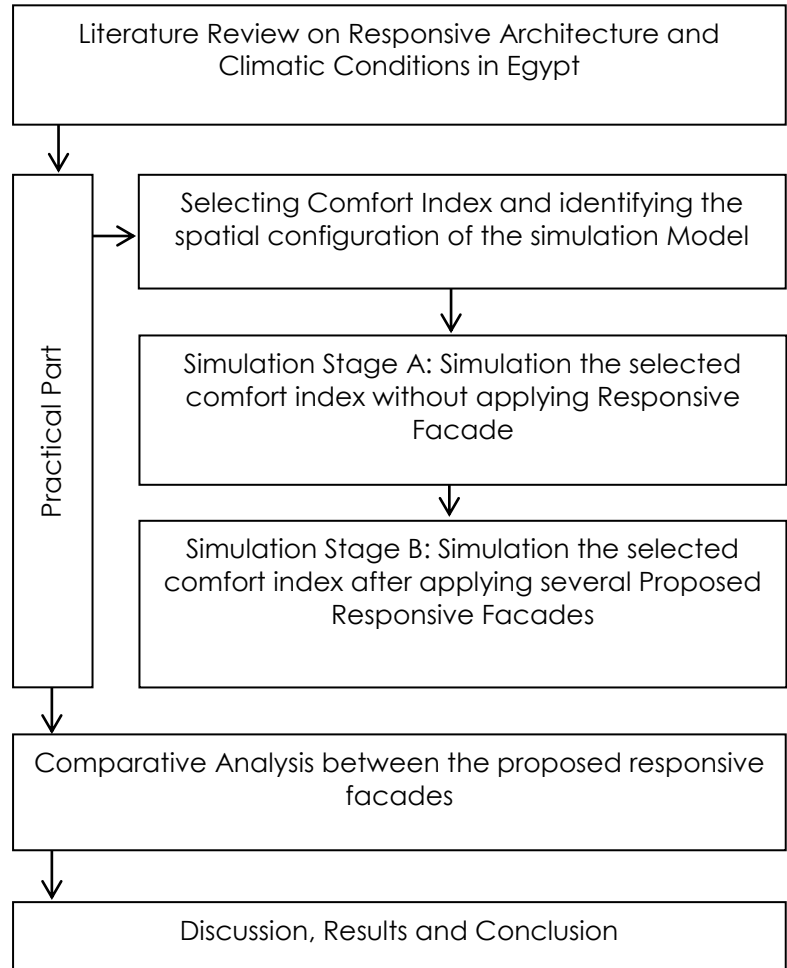 Literature Review on Responsive Architecture and
Climatic Conditions in Egypt
Practical Part
Selecting Comfort Index and identifying the
spatial configuration of the simulation Model
Simulation Stage A: Simulation the selected
comfort index without applying Responsive
Facade
Simulation Stage B: Simulation the selected
comfort index after applying several Proposed
Responsive Facades
Comparative Analysis between the proposed responsive
facades
Discussion, Results and Conclusion